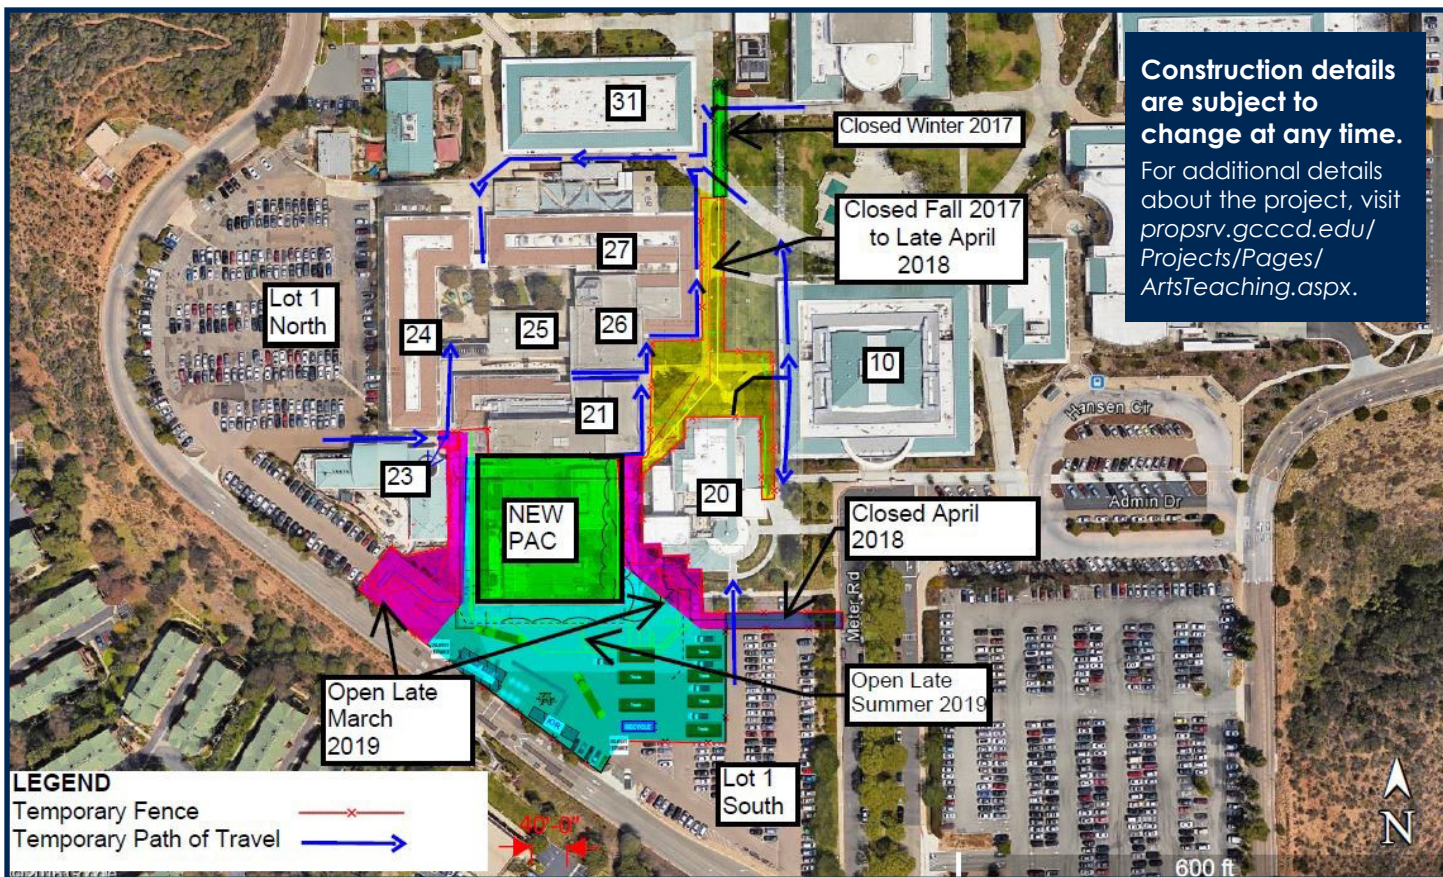 Construction details
are subject to
change at any time.
For additional details
about the project, visit
propsrv.gcccd.edu/
Projects/Pages/
ArtsTeaching.aspx.
31
Closed Winter 2017
Closed Fall 2017
to Late April
2018
27
Lot 1
North
24
25
26
10
Hansen Cir
21
23
20
Admin Dr
NEW
PAC
Closed April
2018
Meter Rd
Open Late
March
2019
Open Late
Summer 2019
RECYCLE
Lot 1
South
LEGEND
Temporary Fence
Temporary Path of Travel
40'-0"
N
600 ft